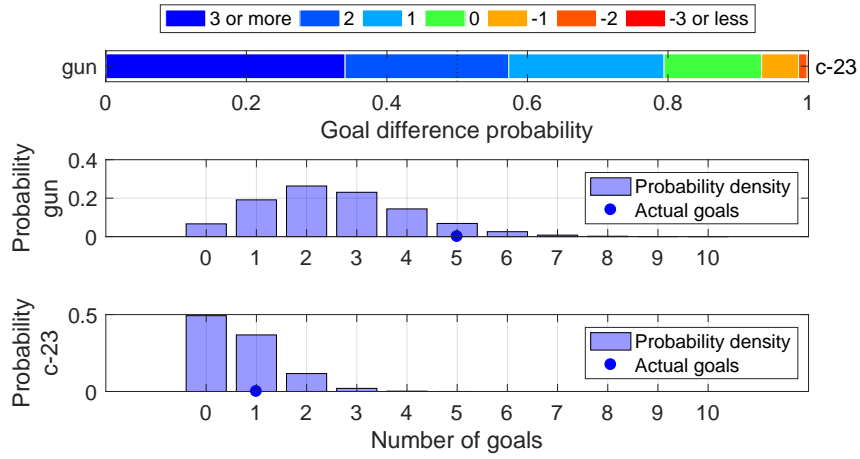 3 or more 2 1 0 -1 -2 -3 or less
gun c-23
0 0.2 0.4 0.6 0.8 1
Goal difference probability
Probability
gun
0.4
0.2
0
Probability density
Actual goals
0 1 2 3 4 5 6 7 8 9 10
Probability
c-23
0.5
0
Probability density
Actual goals
0 1 2 3 4 5 6 7 8 9 10
Number of goals